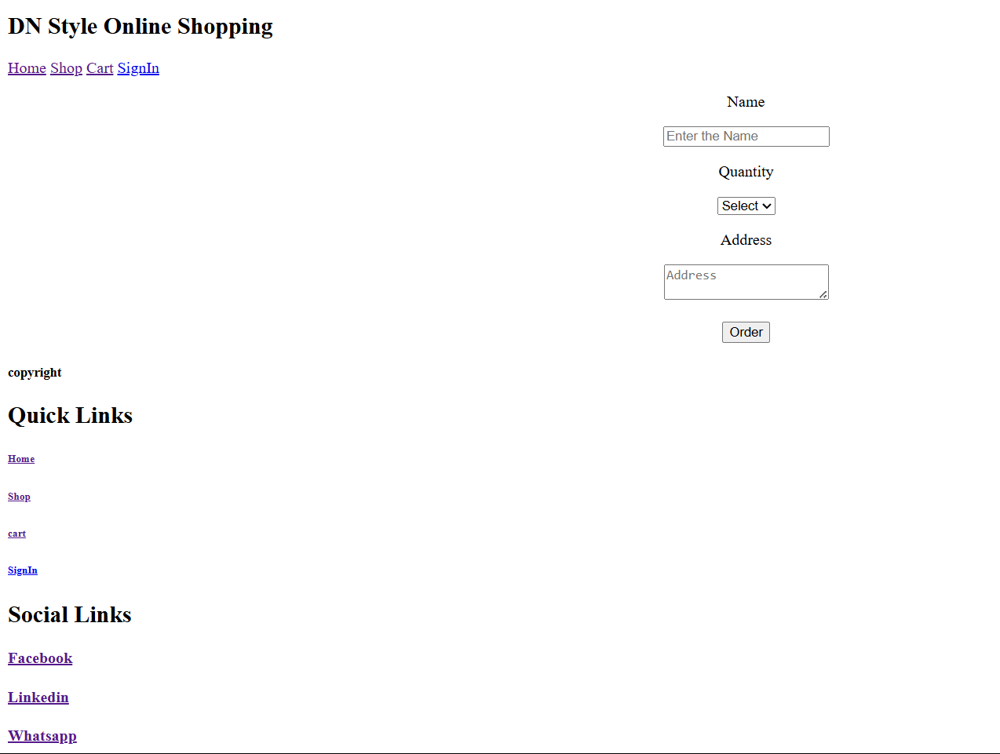 DN Style Online Shopping
Home Shop Cart SignIn
Name
Enter the Name
Quantity
Select
Address
Address
Order
copyright
Quick Links
Home
Shop
cart
SignIn
Social Links
Facebook
Linkedin
Whatsapp